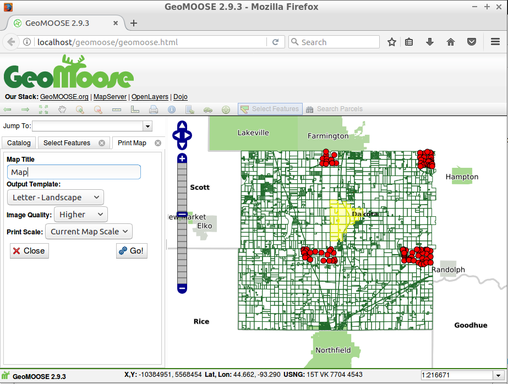 GeoMOOSE 2.9.3 - Mozilla Firefox
GeoMOOSE 2.9.3
localhost/geomoose/geomoose.html
Search
GeoMoose
Our Stack: GeoMOOSE.org | MapServer | OpenLayers | Dojo
Select Features
Search Parcels
Jump To:
Catalog
Select Features
Print Map
Map Title
Map
Output Template:
Letter - Landscape
Image Quality: Higher
Print Scale: Current Map Scale
Close
Go!
Lakeville
Farmington
Hampton
Scott
Dakota
ew Market
Elko
Randolph
Rice
Goodhue
Northfield
GeoMOOSE 2.9.3
X,Y: -10384951, 5568454 Lat, Lon: 44.662, -93.290 USNG: 15T VK 7704 4543
1:216671